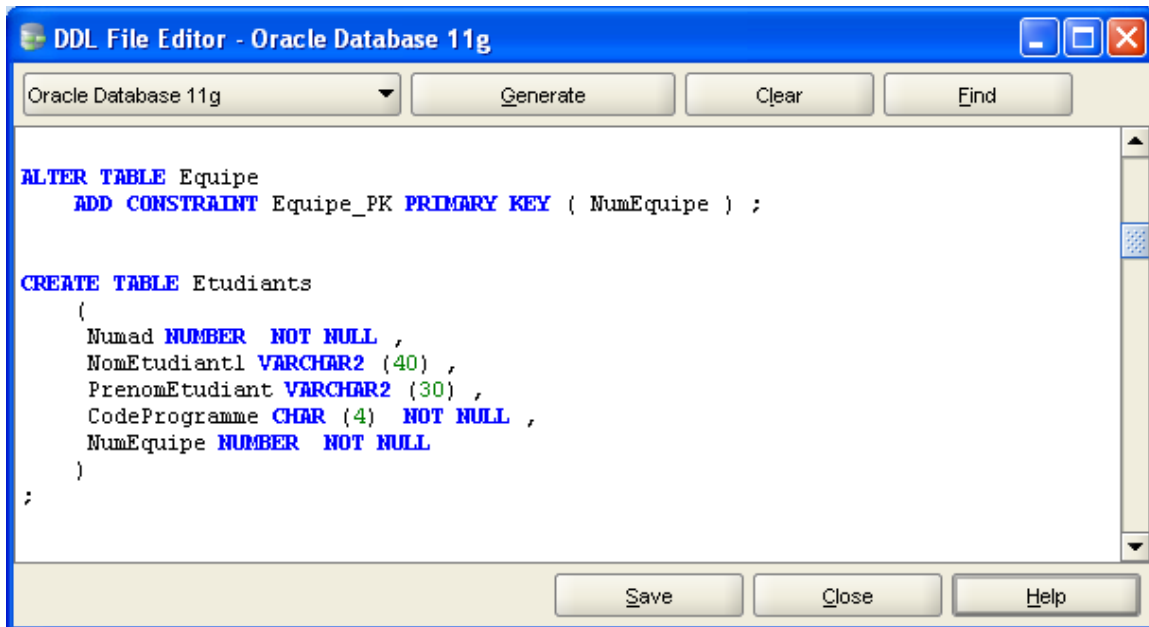 DDL File Editor - Oracle Database 11g
Oracle Database 11g Generate Clear Find
ALTER TABLE Equipe
ADD CONSTRAINT Equipe_PK PRIMARY KEY ( NumEquipe ) ;
CREATE TABLE Etudiants
(
Numad NUMBER NOT NULL ,
NomEtudiantl VARCHAR2 (40) ,
PrenomEtudiant VARCHAR2 (30) ,
CodeProgramme CHAR (4) NOT NULL ,
NumEquipe NUMBER NOT NULL
)
;
Save Close Help